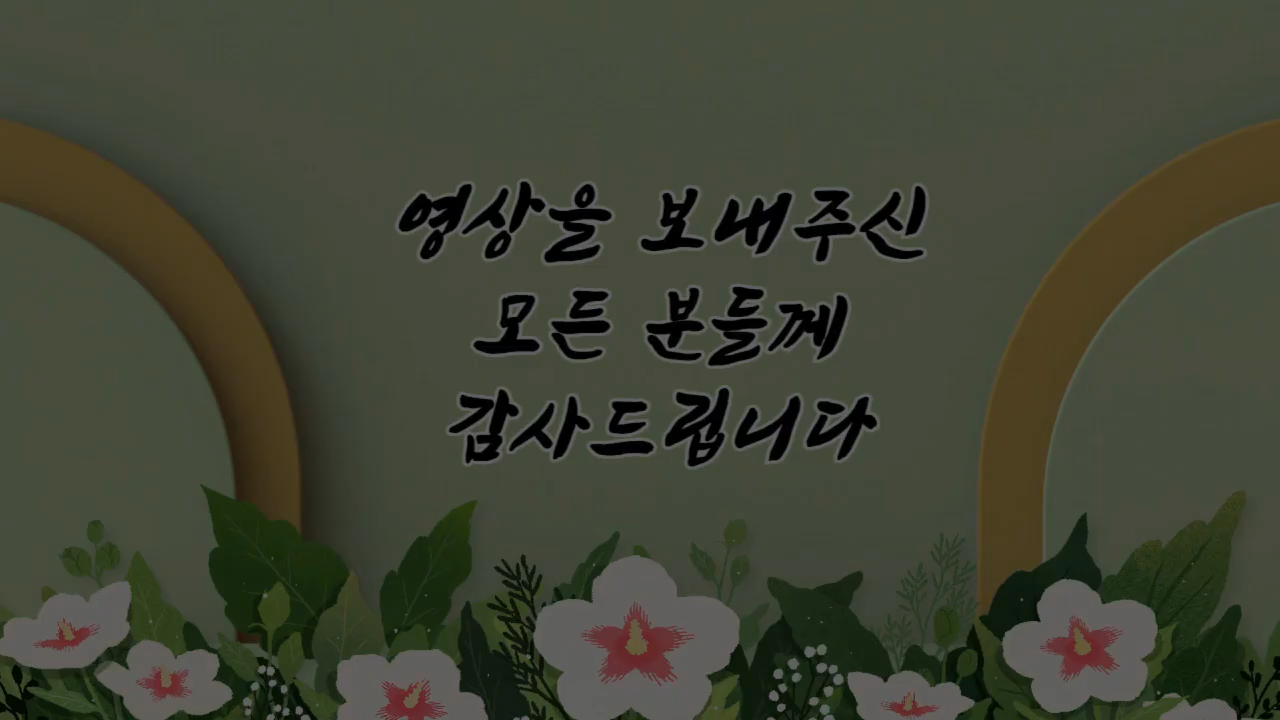 영상을 보내주신
모든 분들께
감사드립니다